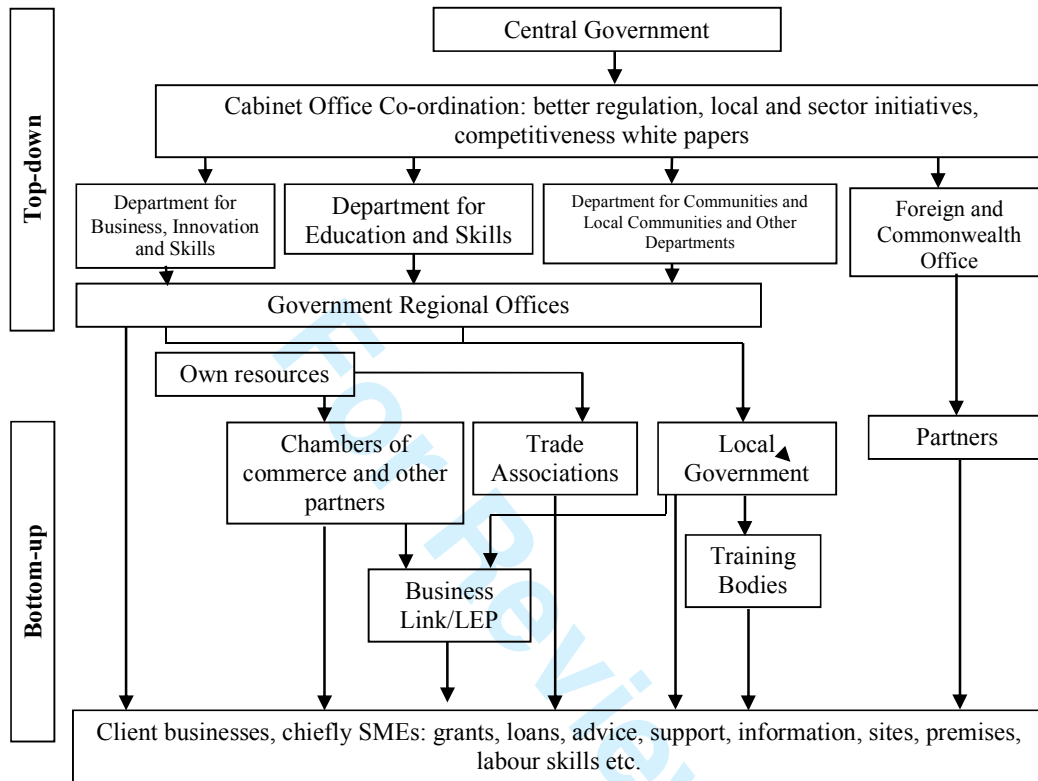 Central Government
Cabinet Office Co-ordination: better regulation, local and sector initiatives,
competitiveness white papers
Top-down
Department for
Business, Innovation
and Skills
Department for
Education and Skills
Department for Communities and
Local Communities and Other
Departments
Foreign and
Commonwealth
Office
Government Regional Offices
Own resources
Bottom-up
Chambers of
commerce and other
partners
Trade
Associations
Local
Government
Partners
Business
Link/LEP
Training
Bodies
Client businesses, chiefly SMEs: grants, loans, advice, support, information, sites, premises,
labour skills etc.
For Review